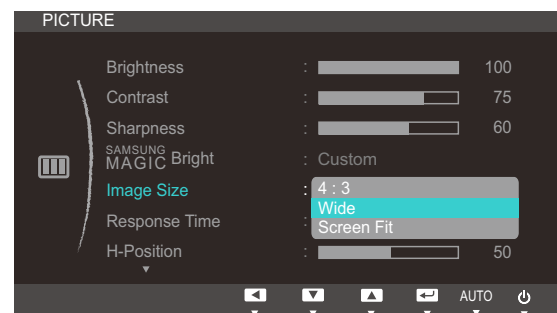 PICTURE
Brightness : 100
Contrast : 75
Sharpness : 60
SAMSUNG
MAGIC Bright : Custom
Image Size : 4 : 3
Wide
Response Time :
Screen Fit
H-Position : 50
AUTO